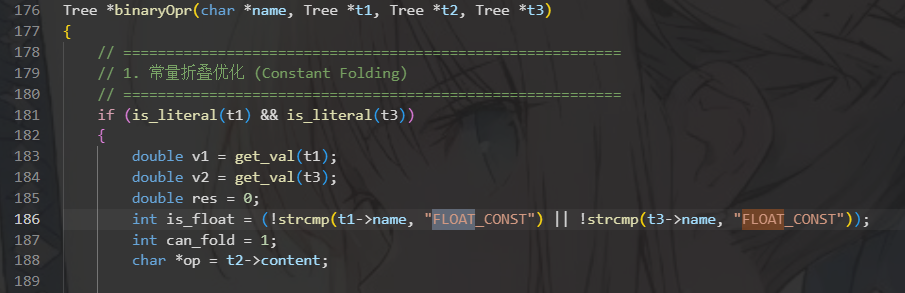 176 Tree *binaryOpr(char *name, Tree *t1, Tree *t2, Tree *t3)
177 {
178 // =======================================================
179 // 1. 常量折叠优化 (Constant Folding)
180 // =======================================================
181 if (is_literal(t1) && is_literal(t3))
182 {
183 double v1 = get_val(t1);
184 double v2 = get_val(t3);
185 double res = 0;
186 int is_float = (!strcmp(t1->name, "FLOAT_CONST") || !strcmp(t3->name, "FLOAT_CONST"));
187 int can_fold = 1;
188 char *op = t2->content;
189